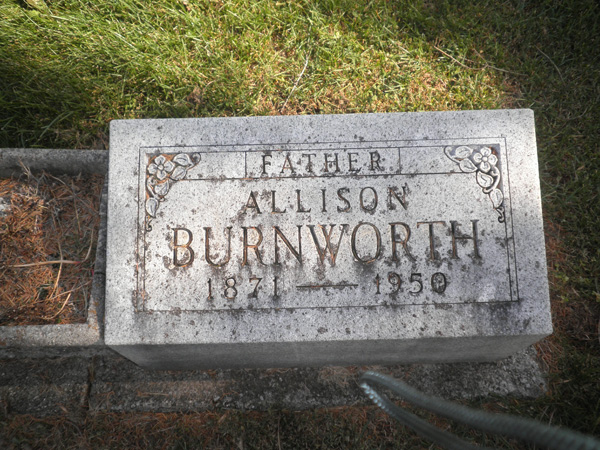 FATHER
ALLISON
BURNWORTH
1871 — 1950